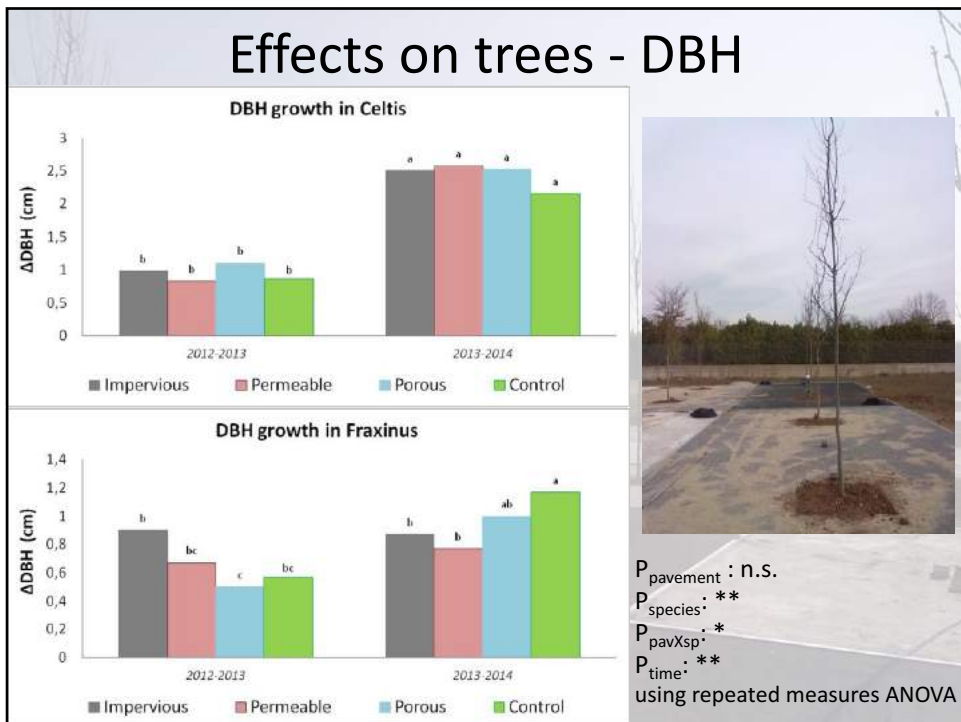 Effects on trees - DBH
DBH growth in Celtis
ΔDBH (cm)
3
2,5
2
1,5
1
0,5
0
b b b b
a a a a
2012-2013 2013-2014
Impervious Permeable Porous Control
DBH growth in Fraxinus
ΔDBH (cm)
1,4
1,2
1
0,8
0,6
0,4
0,2
0
b bc c bc
b b ab a
2012-2013 2013-2014
Impervious Permeable Porous Control
Ppavement : n.s.
Pspecies: **
PpavXsp: *
Ptime: **
using repeated measures ANOVA